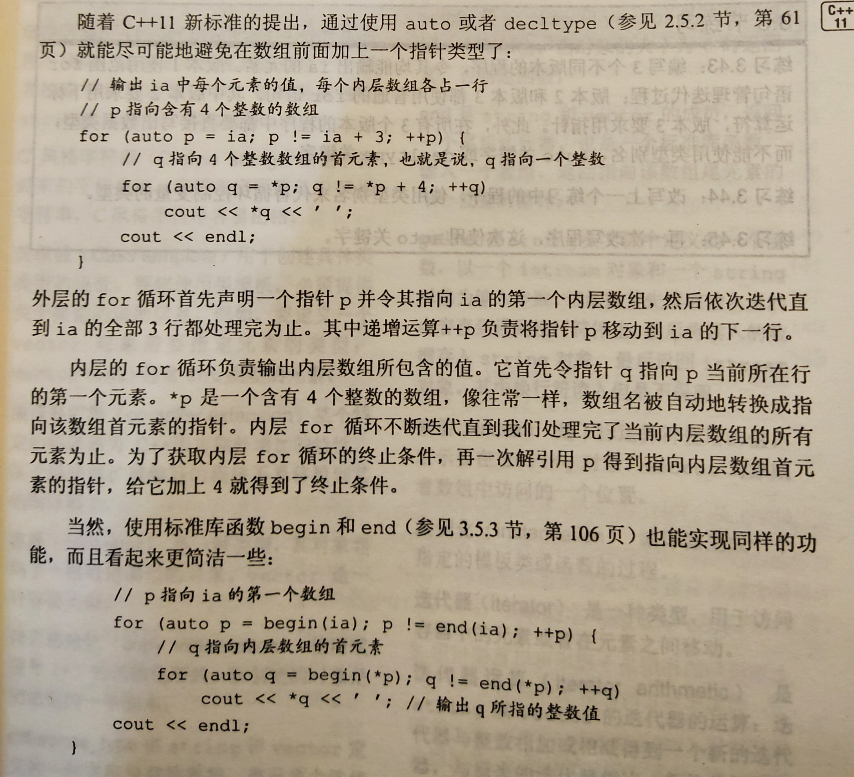 随着 C++11 新标准的提出，通过使用 auto 或者 decltype（参见 2.5.2 节，第 61
C++
11
页）就能尽可能地避免在数组前面加上一个指针类型了：
// 输出 ia 中每个元素的值，每个内层数组各占一行
// p 指向含有 4 个整数的数组
for (auto p = ia; p != ia + 3; ++p) {
// q 指向 4 个整数数组的首元素，也就是说，q 指向一个整数
for (auto q = *p; q != *p + 4; ++q)
cout << *q << ' ';
cout << endl;
}
外层的 for 循环首先声明一个指针 p 并令其指向 ia 的第一个内层数组，然后依次迭代直
到 ia 的全部 3 行都处理完为止。其中递增运算++p 负责将指针 p 移动到 ia 的下一行。
内层的 for 循环负责输出内层数组所包含的值。它首先令指针 q 指向 p 当前所在行
的第一个元素。*p 是一个含有 4 个整数的数组，像往常一样，数组名被自动地转换成指
向该数组首元素的指针。内层 for 循环不断迭代直到我们处理完了当前内层数组的所有
元素为止。为了获取内层 for 循环的终止条件，再一次解引用 p 得到指向内层数组首元
素的指针，给它加上 4 就得到了终止条件。
当然，使用标准库函数 begin 和 end（参见 3.5.3 节，第 106 页）也能实现同样的功
能，而且看起来更简洁一些：
// p 指向 ia 的第一个数组
for (auto p = begin(ia); p != end(ia); ++p) {
// q 指向内层数组的首元素
for (auto q = begin(*p); q != end(*p); ++q)
cout << *q << ' '; // 输出 q 所指的整数值
cout << endl;
}